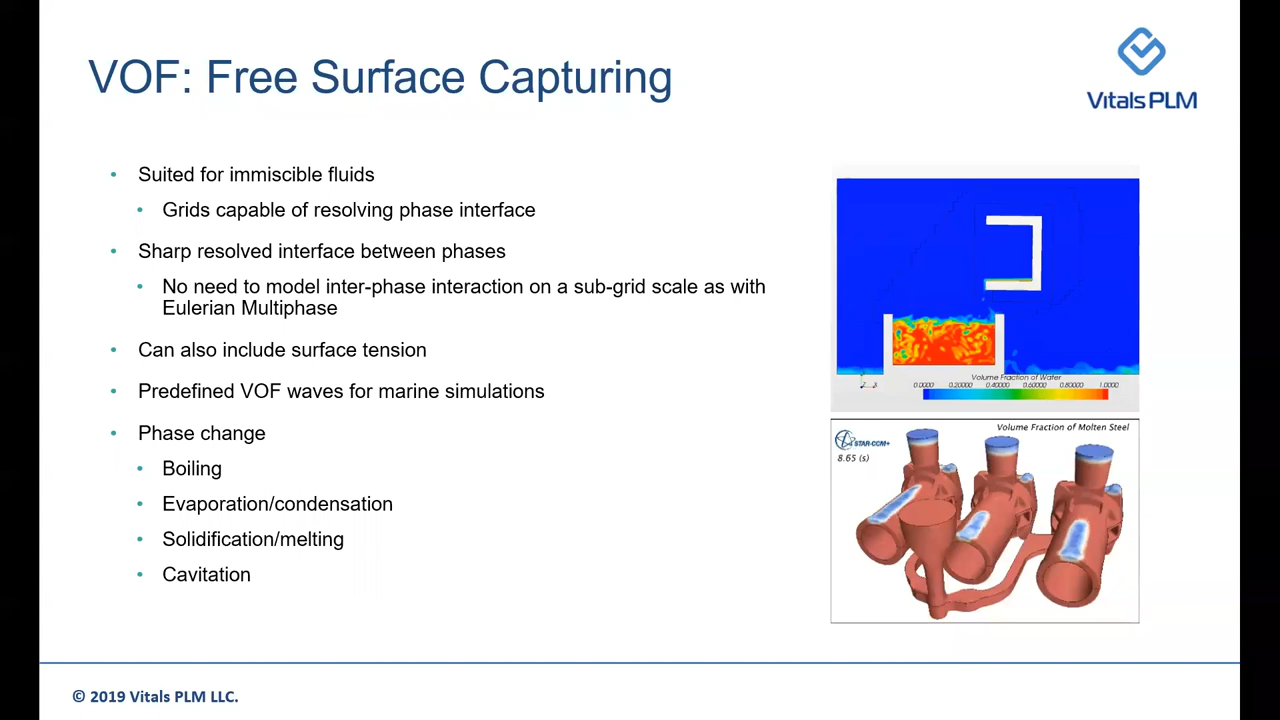 VOF: Free Surface Capturing
Vitals PLM
• Suited for immiscible fluids
• Grids capable of resolving phase interface
• Sharp resolved interface between phases
• No need to model inter-phase interaction on a sub-grid scale as with
Eulerian Multiphase
• Can also include surface tension
• Predefined VOF waves for marine simulations
• Phase change
• Boiling
• Evaporation/condensation
• Solidification/melting
• Cavitation
Volume Fraction of Water
0.0000 0.20000 0.40000 0.60000 0.80000 1.0000
Volume Fraction of Molten Steel
STAR-CCM+
8.65 (s)
© 2019 Vitals PLM LLC.